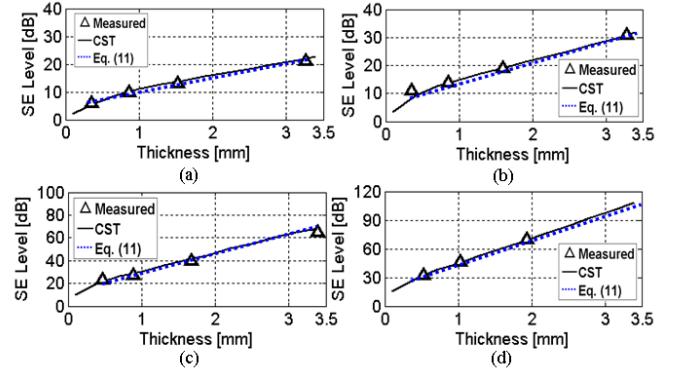 SE Level [dB]
40
30
20
10
0
Measured
CST
Eq. (11)
1
2
3
3.5
Thickness [mm]
(a)
SE Level [dB]
40
30
20
10
0
Measured
CST
Eq. (11)
0
1
2
3
3.5
Thickness [mm]
(b)
SE Level [dB]
100
80
60
40
20
0
Measured
CST
Eq. (11)
0
1
2
3
3.5
Thickness [mm]
(c)
SE Level [dB]
120
90
60
30
0
Measured
CST
Eq. (11)
0
1
2
3
3.5
Thickness [mm]
(d)